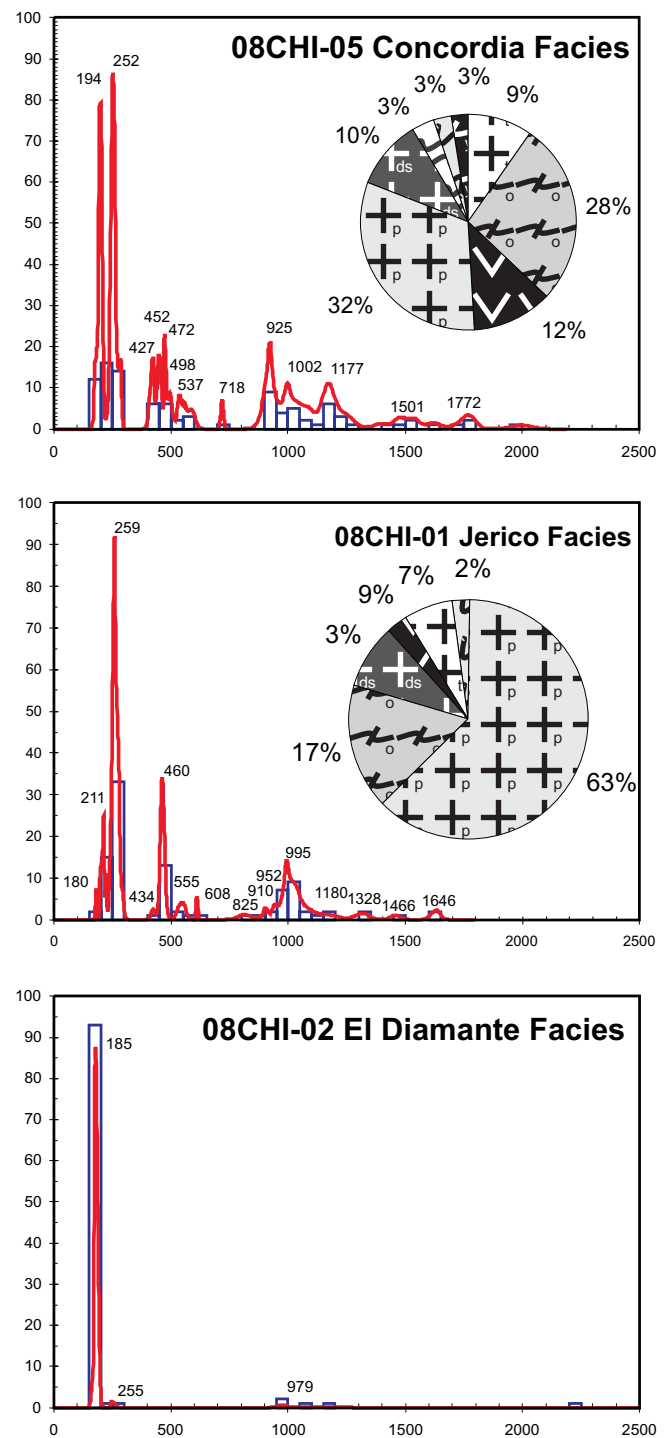 08CHI-05 Concordia Facies
100
90
80
70
60
50
40
30
20
10
0
194
252
427
452
472
498
537
718
925
1002
1177
1501
1772
3%
3%
3%
9%
10%
28%
32%
12%
ds
ds
t
o
o
o
o
o
o
p
p
p
p
p
0 500 1000 1500 2000 2500
08CHI-01 Jerico Facies
100
90
80
70
60
50
40
30
20
10
0
259
211
180
434
460
555
608
825
910
952
995
1180
1328
1466
1646
9%
7%
2%
3%
17%
63%
ds
ds
t
o
o
o
o
p
p
p
p
p
p
p
p
p
p
p
p
0 500 1000 1500 2000 2500
08CHI-02 El Diamante Facies
100
90
80
70
60
50
40
30
20
10
0
185
255
979
0 500 1000 1500 2000 2500